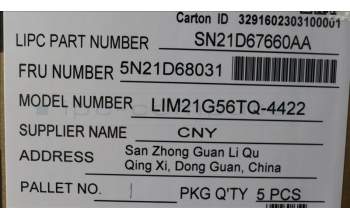 Carton ID 3291602303100001
LIPC PART NUMBER SN21D67660AA
FRU NUMBER 5N21D68031
MODEL NUMBER LIM21G56TQ-4422
SUPPLIER NAME CNY
ADDRESS San Zhong Guan Li Qu
Qing Xi, Dong Guan, China
PALLET NO. PKG Q'TY 5 PCS